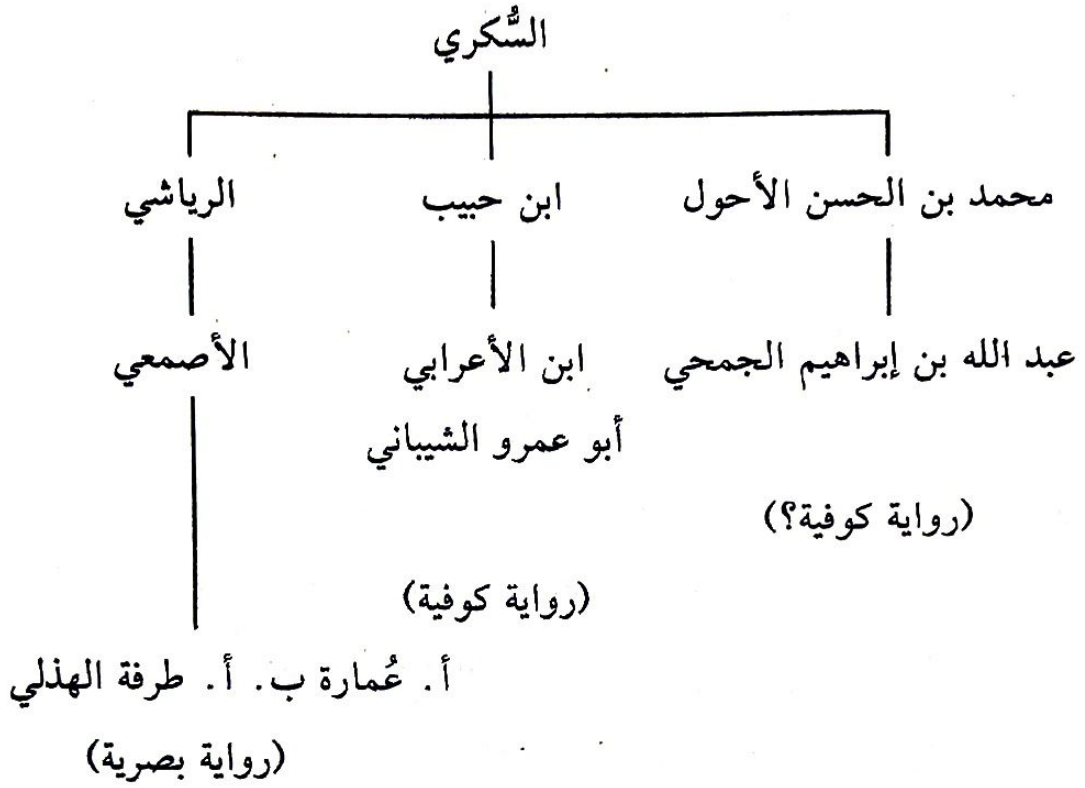 السُّكري
محمد بن الحسن الأحول
ابن حبيب
الرياشي
عبد الله بن إبراهيم الجمحي
ابن الأعرابي
الأصمعي
أبو عمرو الشيباني
(رواية كوفية؟)
(رواية كوفية)
أ. عُمارة ب. أ. طرفة الهذلي
(رواية بصرية)